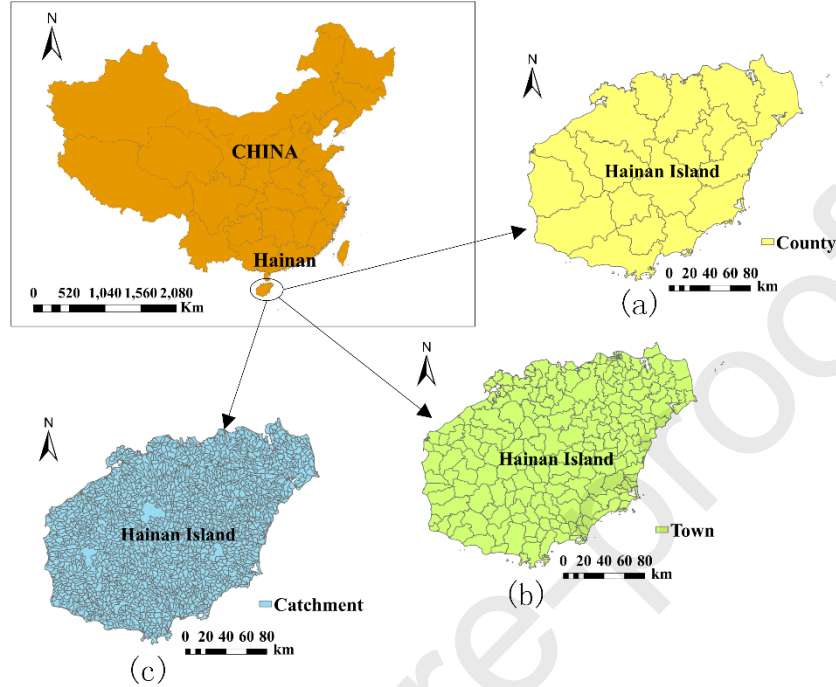 N
CHINA
Hainan
0 520 1,040 1,560 2,080
Km
N
Hainan Island
County
0 20 40 60 80
km
(a)
N
Hainan Island
Town
0 20 40 60 80
km
(b)
N
Hainan Island
Catchment
0 20 40 60 80
km
(c)
re-proof